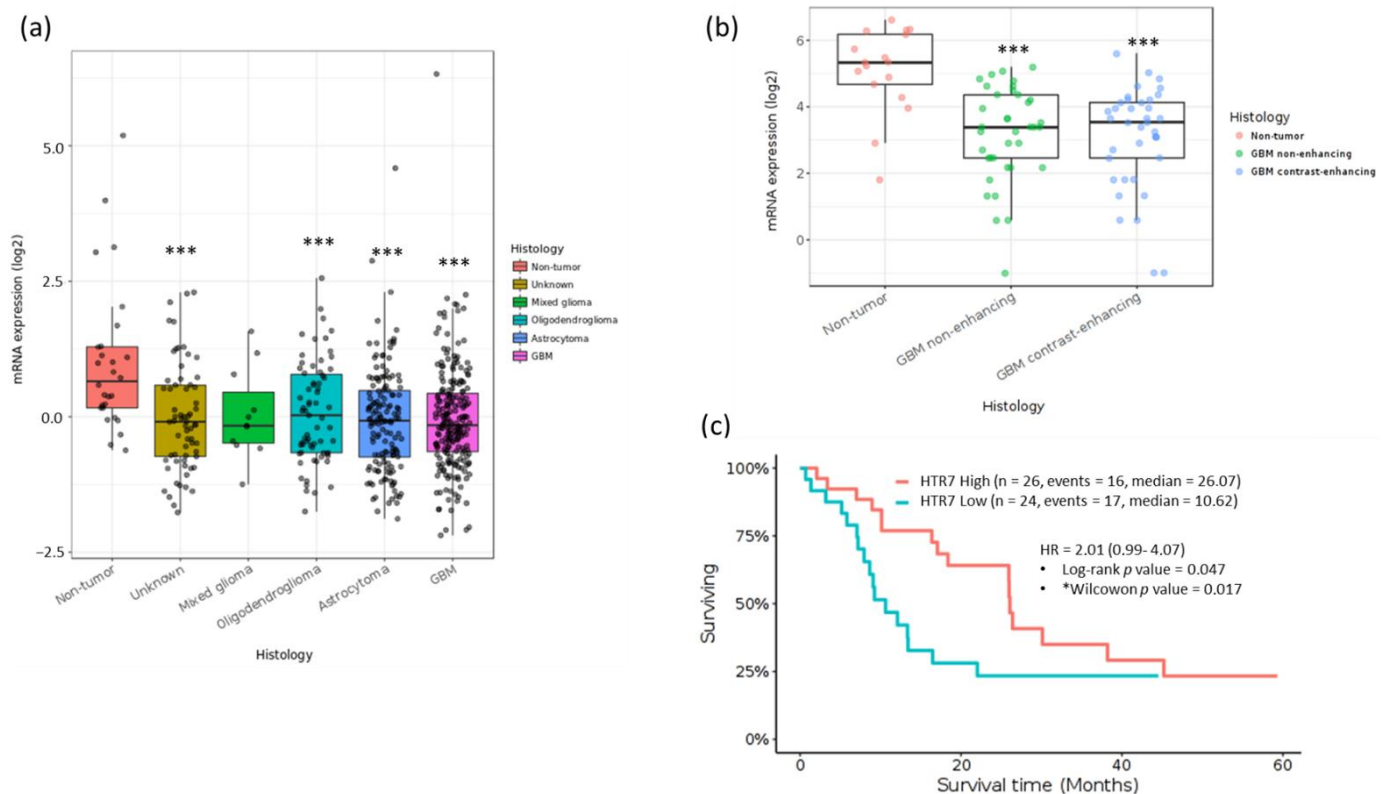 (a)
mRNA expression (log2)
5.0
2.5
0.0
−2.5
***
***
***
***
Non-tumor
Unknown
Mixed glioma
Oligodendroglioma
Astrocytoma
GBM
Histology
Histology
Non-tumor
Unknown
Mixed glioma
Oligodendroglioma
Astrocytoma
GBM
(b)
mRNA expression (log2)
6
4
2
0
***
***
Non-tumor
GBM non-enhancing
GBM contrast-enhancing
Histology
Histology
Non-tumor
GBM non-enhancing
GBM contrast-enhancing
(c)
Surviving
100%
75%
50%
25%
0%
HTR7 High (n = 26, events = 16, median = 26.07)
HTR7 Low (n = 24, events = 17, median = 10.62)
HR = 2.01 (0.99- 4.07)
• Log-rank p value = 0.047
• *Wilcowon p value = 0.017
0
20
40
60
Survival time (Months)